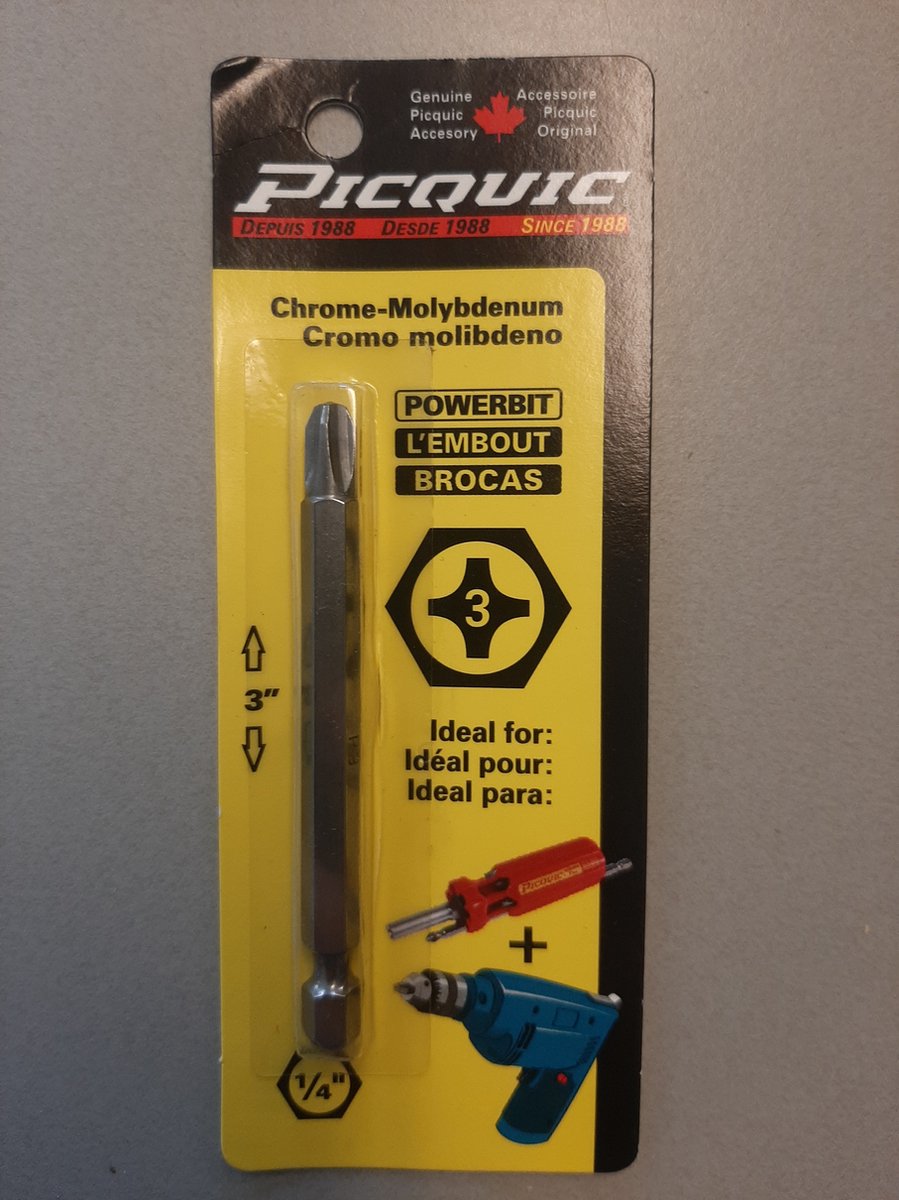 Genuine
Picquic
Accesory
Accessoire
Picquic
Original
PICQUIC
DEPUIS 1988 DESDE 1988 SINCE 1988
Chrome-Molybdenum
Cromo molibdeno
POWERBIT
L'EMBOUT
BROCAS
3
3"
Ideal for:
Idéal pour:
Ideal para:
PICQUIC
+
1/4"